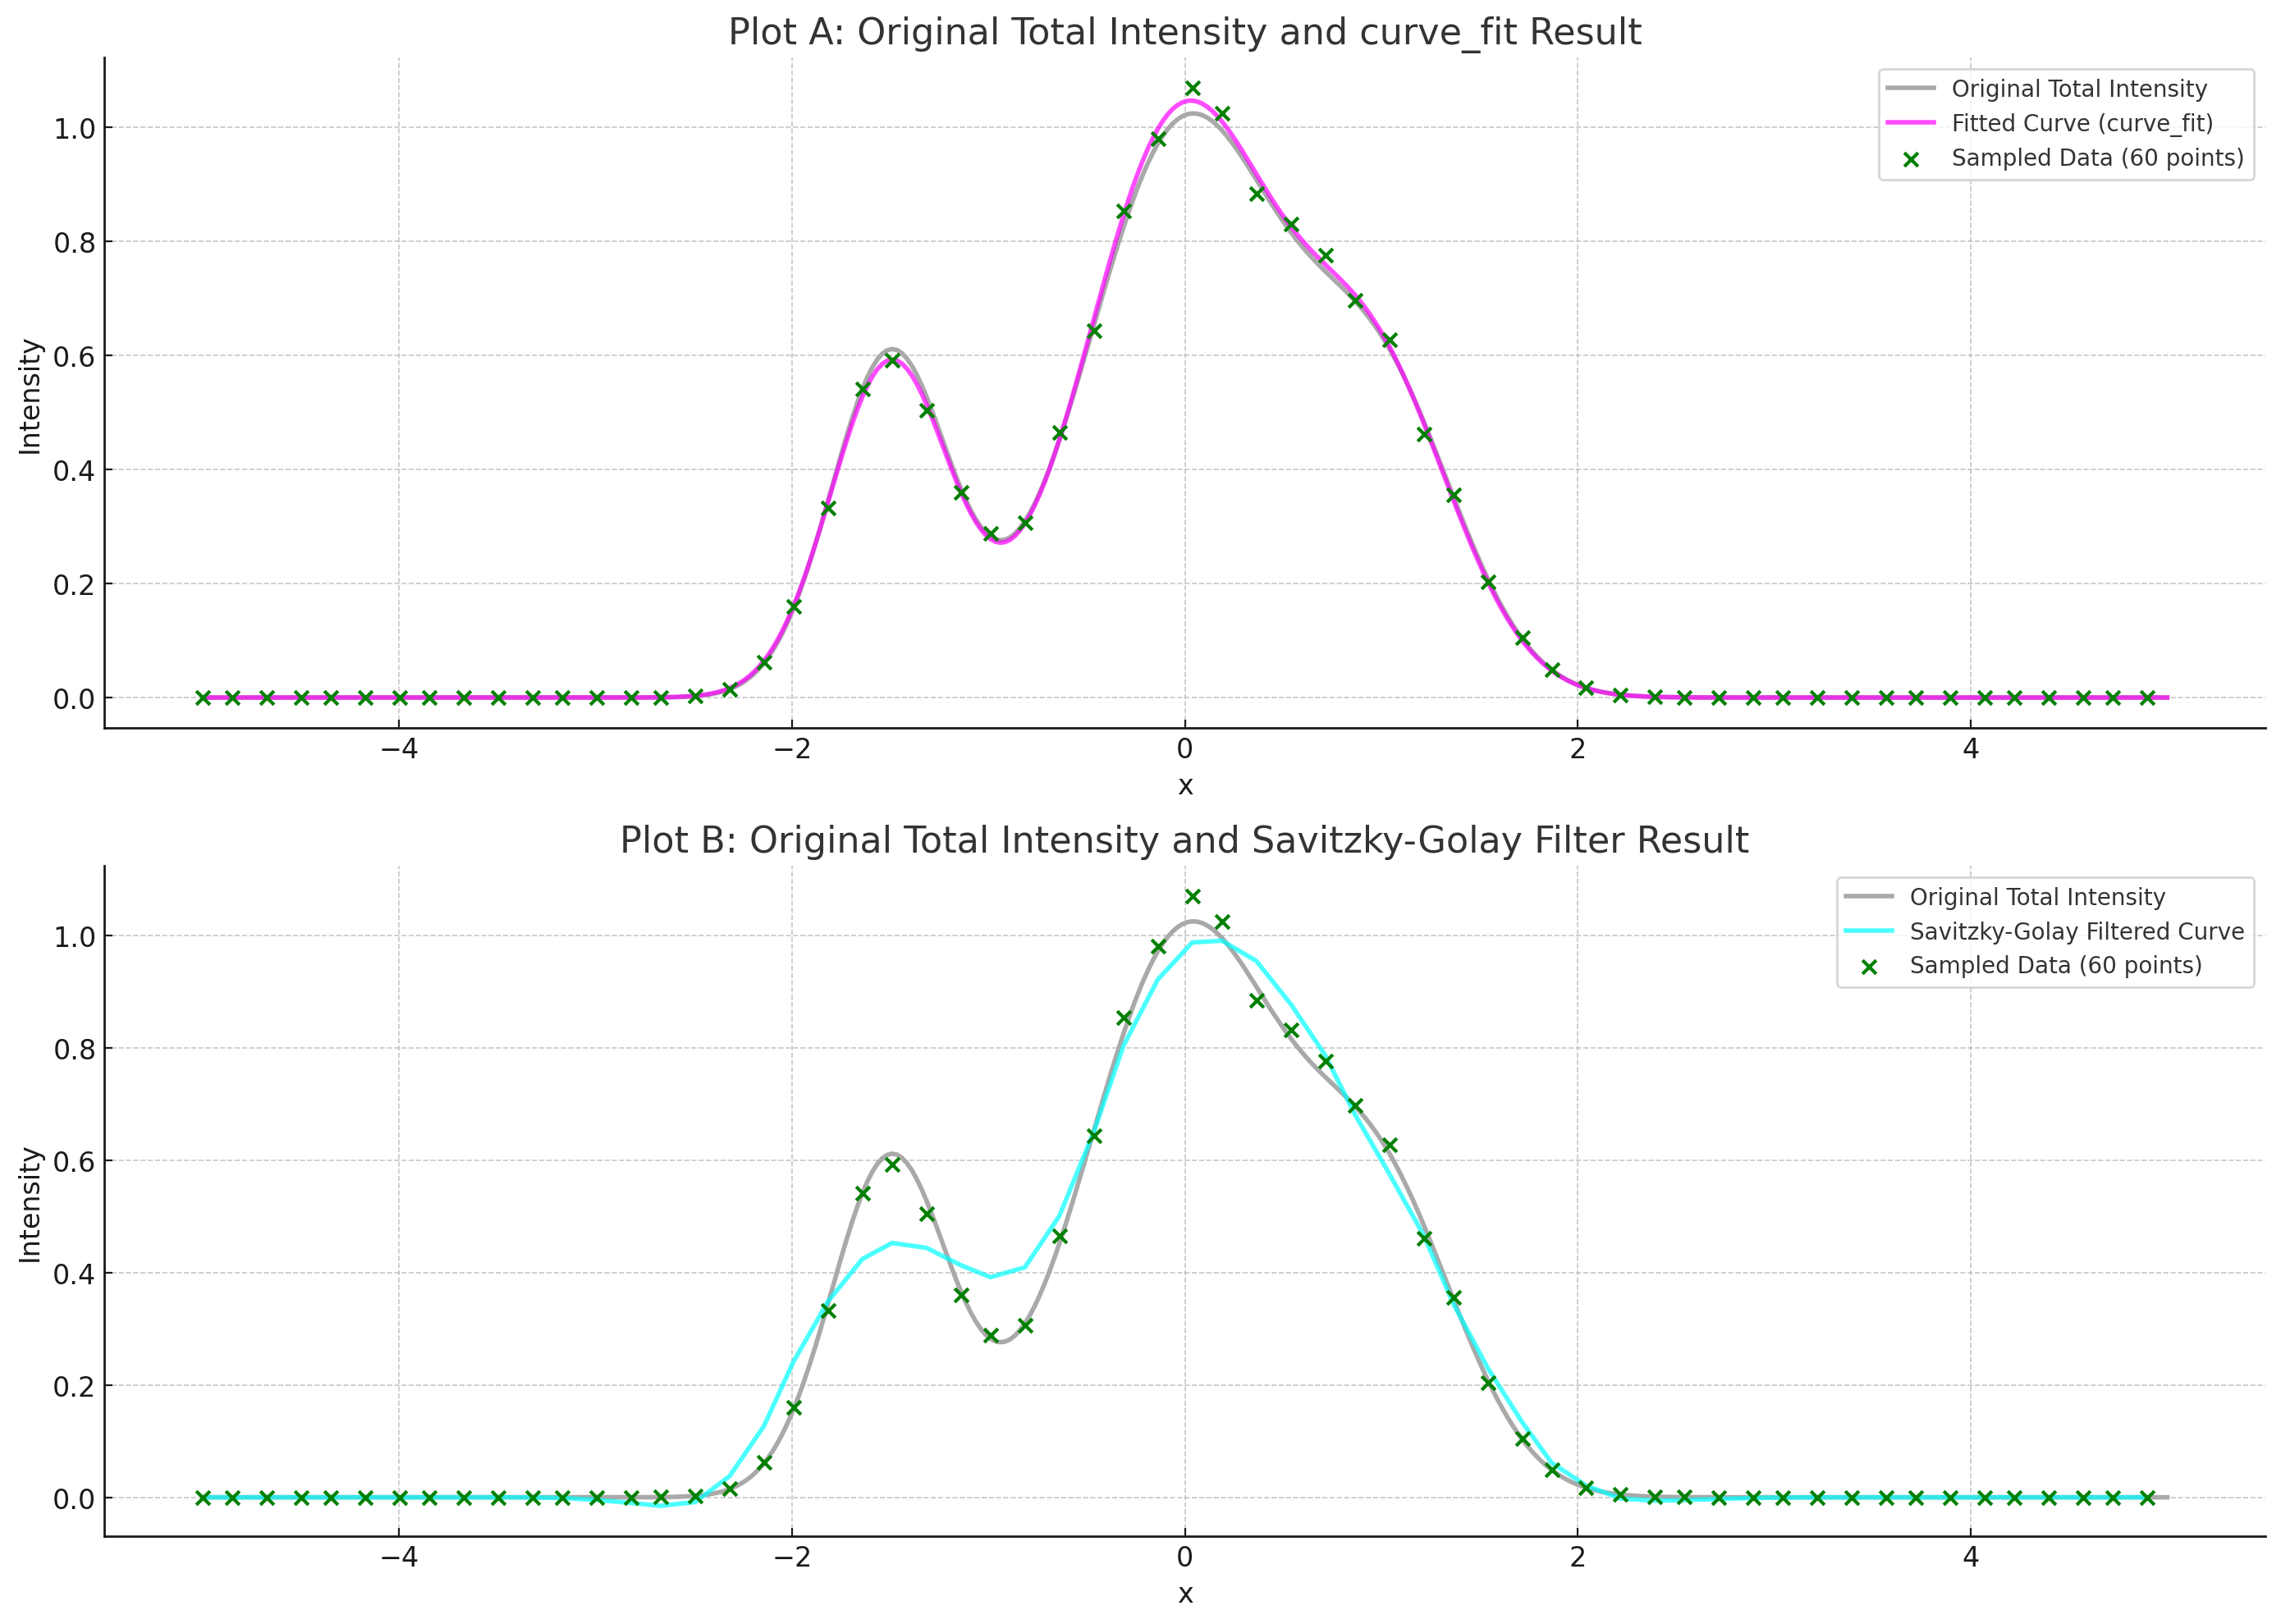 Plot A: Original Total Intensity and curve_fit Result
Original Total Intensity
Fitted Curve (curve_fit)
Sampled Data (60 points)
1.0
0.8
0.6
0.4
0.2
0.0
Intensity
−4
−2
0
2
4
x
Plot B: Original Total Intensity and Savitzky-Golay Filter Result
Original Total Intensity
Savitzky-Golay Filtered Curve
Sampled Data (60 points)
1.0
0.8
0.6
0.4
0.2
0.0
Intensity
−4
−2
0
2
4
x